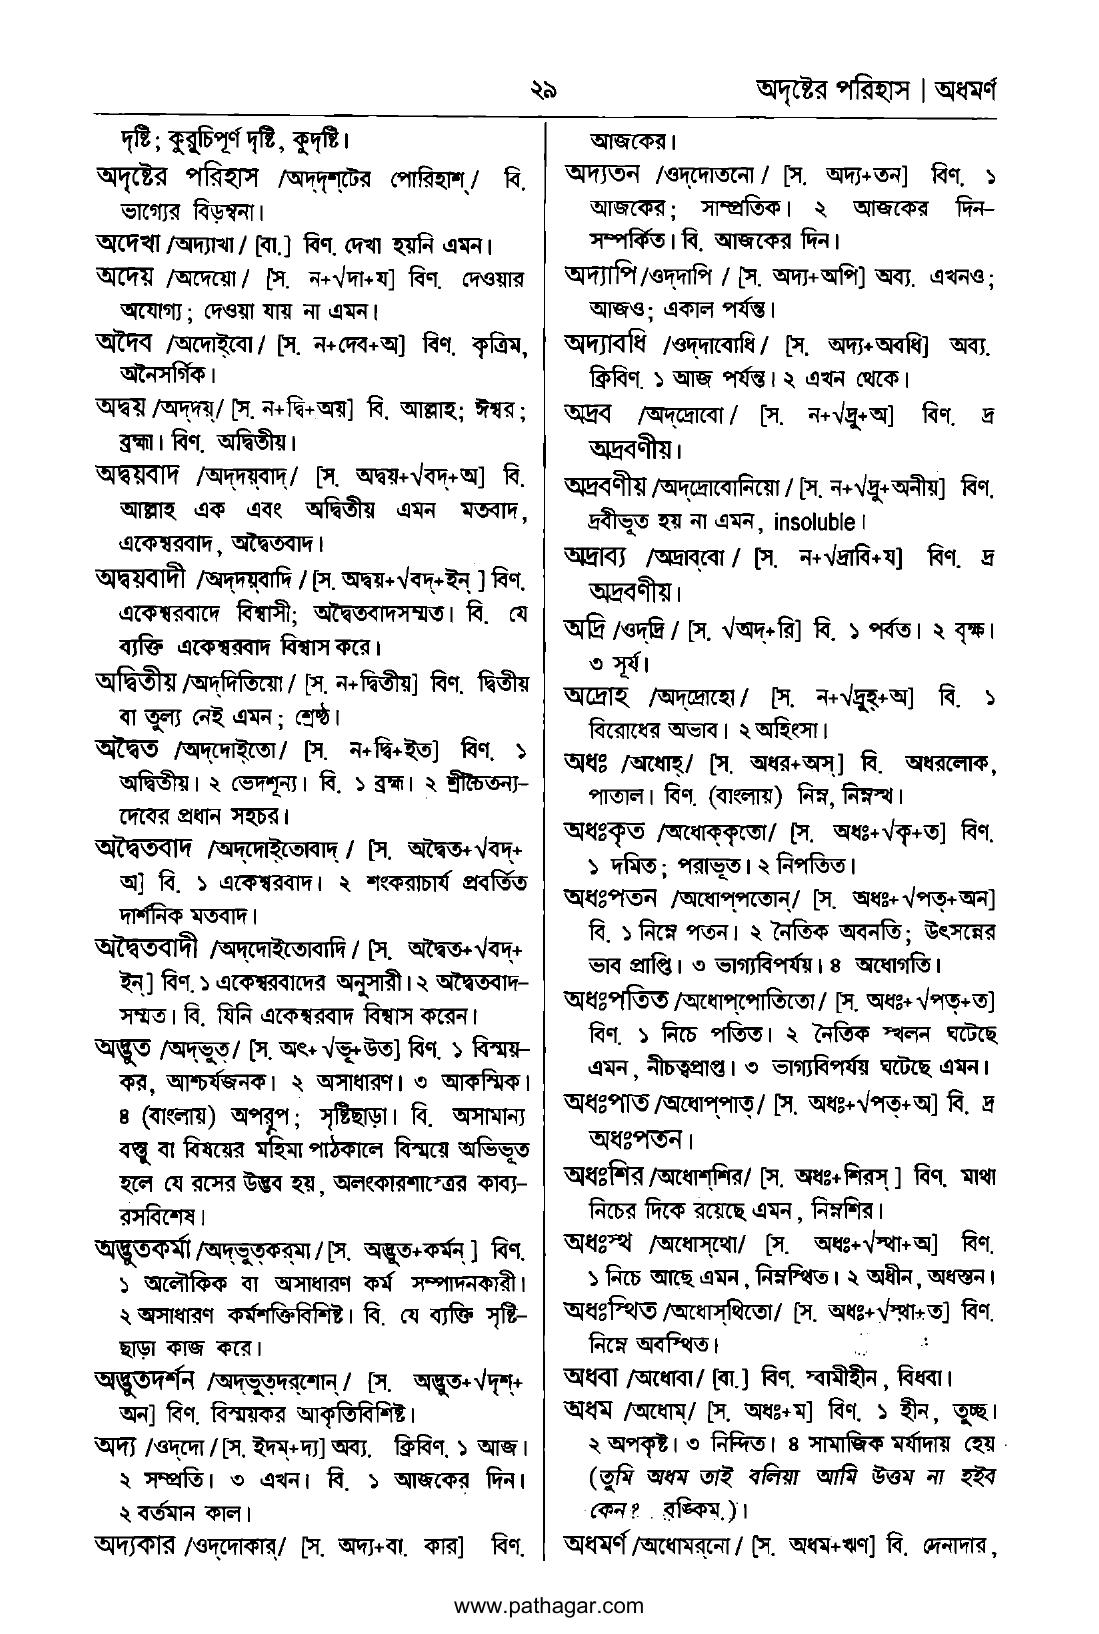 ২৯
অদৃষ্টের পরিহাস | অধমর্ণ
দৃষ্টি; কুরুচিপূর্ণ দৃষ্টি, কুদৃষ্টি।
অদৃষ্টের পরিহাস /অদ্‌দৃশ্‌টের পোরিহাশ্‌/ বি.
ভাগ্যের বিড়ম্বনা।
অদেখা /অদ্যাখা/ [বা.] বিণ. দেখা হয়নি এমন।
অদেয় /অদেয়ো/ [স. ন+√দা+য] বিণ. দেওয়ার
অযোগ্য; দেওয়া যায় না এমন।
অদৈব /অদোই্‌বো/ [স. ন+দেব+অ] বিণ. কৃত্রিম,
অনৈসর্গিক।
অদ্বয় /অদ্‌দয়্‌/ [স. ন+দ্বি+অয়] বি. আল্লাহ; ঈশ্বর;
ব্রহ্মা। বিণ. অদ্বিতীয়।
অদ্বয়বাদ /অদ্‌দয়্‌বাদ্‌/ [স. অদ্বয়+√বদ্‌+অ] বি.
আল্লাহ এক এবং অদ্বিতীয় এমন মতবাদ,
একেশ্বরবাদ, অদ্বৈতবাদ।
অদ্বয়বাদী /অদ্‌দয়্‌বাদি/ [স. অদ্বয়+√বদ্‌+ইন্‌] বিণ.
একেশ্বরবাদে বিশ্বাসী; অদ্বৈতবাদসম্মত। বি. যে
ব্যক্তি একেশ্বরবাদ বিশ্বাস করে।
অদ্বিতীয় /অদ্‌দিতিয়ো/ [স. ন+দ্বিতীয়] বিণ. দ্বিতীয়
বা তুল্য নেই এমন; শ্রেষ্ঠ।
অদ্বৈত /অদ্‌দোই্‌তো/ [স. ন+দ্বি+ইত] বিণ. ১
অদ্বিতীয়। ২ ভেদশূন্য। বি. ১ ব্রহ্ম। ২ শ্রীচৈতন্য–
দেবের প্রধান সহচর।
অদ্বৈতবাদ /অদ্‌দোই্‌তোবাদ্‌/ [স. অদ্বৈত+√বদ্‌+
অ] বি. ১ একেশ্বরবাদ। ২ শংকরাচার্য প্রবর্তিত
দার্শনিক মতবাদ।
অদ্বৈতবাদী /অদ্‌দোই্‌তোবাদি/ [স. অদ্বৈত+√বদ্‌+
ইন্‌] বিণ. ১ একেশ্বরবাদের অনুসারী। ২ অদ্বৈতবাদ–
সম্মত। বি. যিনি একেশ্বরবাদ বিশ্বাস করেন।
অদ্ভুত /অদ্‌ভুত্‌/ [স. অৎ+√ভূ+উত] বিণ. ১ বিস্ময়–
কর, আশ্চর্যজনক। ২ অসাধারণ। ৩ আকস্মিক।
৪ (বাংলায়) অপরূপ; সৃষ্টিছাড়া। বি. অসামান্য
বস্তু বা বিষয়ের মহিমা পাঠকালে বিস্ময়ে অভিভূত
হলে যে রসের উদ্ভব হয়, অলংকারশাস্ত্রের কাব্য–
রসবিশেষ।
অদ্ভুতকর্মা /অদ্‌ভুত্‌কর্‌মা/ [স. অদ্ভুত+কর্মন্‌] বিণ.
১ অলৌকিক বা অসাধারণ কর্ম সম্পাদনকারী।
২ অসাধারণ কর্মশক্তিবিশিষ্ট। বি. যে ব্যক্তি সৃষ্টি–
ছাড়া কাজ করে।
অদ্ভুতদর্শন /অদ্‌ভুত্‌দর্‌শোন্‌/ [স. অদ্ভুত+√দৃশ্‌+
অন] বিণ. বিস্ময়কর আকৃতিবিশিষ্ট।
অদ্য /ওদ্‌দো/ [স. ইদম্‌+দ্য] অব্য. ক্রিবিণ. ১ আজ।
২ সম্প্রতি। ৩ এখন। বি. ১ আজকের দিন।
২ বর্তমান কাল।
অদ্যকার /ওদ্‌দোকার্‌/ [স. অদ্য+বা. কার] বিণ.
আজকের।
অদ্যতন /ওদ্‌দোতনো/ [স. অদ্য+তন] বিণ. ১
আজকের; সাম্প্রতিক। ২ আজকের দিন–
সম্পর্কিত। বি. আজকের দিন।
অদ্যাপি /ওদ্‌দাপি/ [স. অদ্য+অপি] অব্য. এখনও;
আজও; একাল পর্যন্ত।
অদ্যাবধি /ওদ্‌দাবোধি/ [স. অদ্য+অবধি] অব্য.
ক্রিবিণ. ১ আজ পর্যন্ত। ২ এখন থেকে।
অদ্রব /অদ্‌দ্রোবো/ [স. ন+√দ্রু+অ] বিণ. দ্র
অদ্রবণীয়।
অদ্রবণীয় /অদ্‌দ্রোবোনিয়ো/ [স. ন+√দ্রু+অনীয়] বিণ.
দ্রবীভূত হয় না এমন, insoluble।
অদ্রাব্য /অদ্রাব্‌বো/ [স. ন+√দ্রাবি+য] বিণ. দ্র
অদ্রবণীয়।
অদ্রি /ওদ্‌দ্রি/ [স. √অদ্‌+রি] বি. ১ পর্বত। ২ বৃক্ষ।
৩ সূর্য।
অদ্রোহ /অদ্‌দ্রোহো/ [স. ন+√দ্রুহ্‌+অ] বি. ১
বিরোধের অভাব। ২ অহিংসা।
অধঃ /অধোহ্‌/ [স. অধর+অস্‌] বি. অধরলোক,
পাতাল। বিণ. (বাংলায়) নিম্ন, নিম্নস্থ।
অধঃকৃত /অধোক্‌কৃতো/ [স. অধঃ+√কৃ+ত] বিণ.
১ দমিত; পরাভূত। ২ নিপতিত।
অধঃপতন /অধোপ্‌পতোন্‌/ [স. অধঃ+√পত্‌+অন]
বি. ১ নিম্নে পতন। ২ নৈতিক অবনতি; উৎসন্নের
ভাব প্রাপ্তি। ৩ ভাগ্যবিপর্যয়। ৪ অধোগতি।
অধঃপতিত /অধোপ্‌পোতিতো/ [স. অধঃ+√পত্‌+ত]
বিণ. ১ নিচে পতিত। ২ নৈতিক স্খলন ঘটেছে
এমন, নীচত্বপ্রাপ্ত। ৩ ভাগ্যবিপর্যয় ঘটেছে এমন।
অধঃপাত /অধোপ্‌পাত্‌/ [স. অধঃ+√পত্‌+অ] বি. দ্র
অধঃপতন।
অধঃশির /অধোশ্‌শির/ [স. অধঃ+শিরস্‌] বিণ. মাথা
নিচের দিকে রয়েছে এমন, নিম্নশির।
অধঃস্থ /অধোস্‌থো/ [স. অধঃ+√স্থা+অ] বিণ.
১ নিচে আছে এমন, নিম্নস্থিত। ২ অধীন, অধস্তন।
অধঃস্থিত /অধোস্‌থিতো/ [স. অধঃ+√স্থা+ত] বিণ.
নিম্নে অবস্থিত।
অধবা /অধোবা/ [বা.] বিণ. স্বামীহীন, বিধবা।
অধম /অধোম্‌/ [স. অধঃ+ম] বিণ. ১ হীন, তুচ্ছ।
২ অপকৃষ্ট। ৩ নিন্দিত। ৪ সামাজিক মর্যাদায় হেয়
(তুমি অধম তাই বলিয়া আমি উত্তম না হইব
কেন? . বঙ্কিম.)।
অধমর্ণ /অধোমর্‌নো/ [স. অধম+ঋণ] বি. দেনাদার,
www.pathagar.com